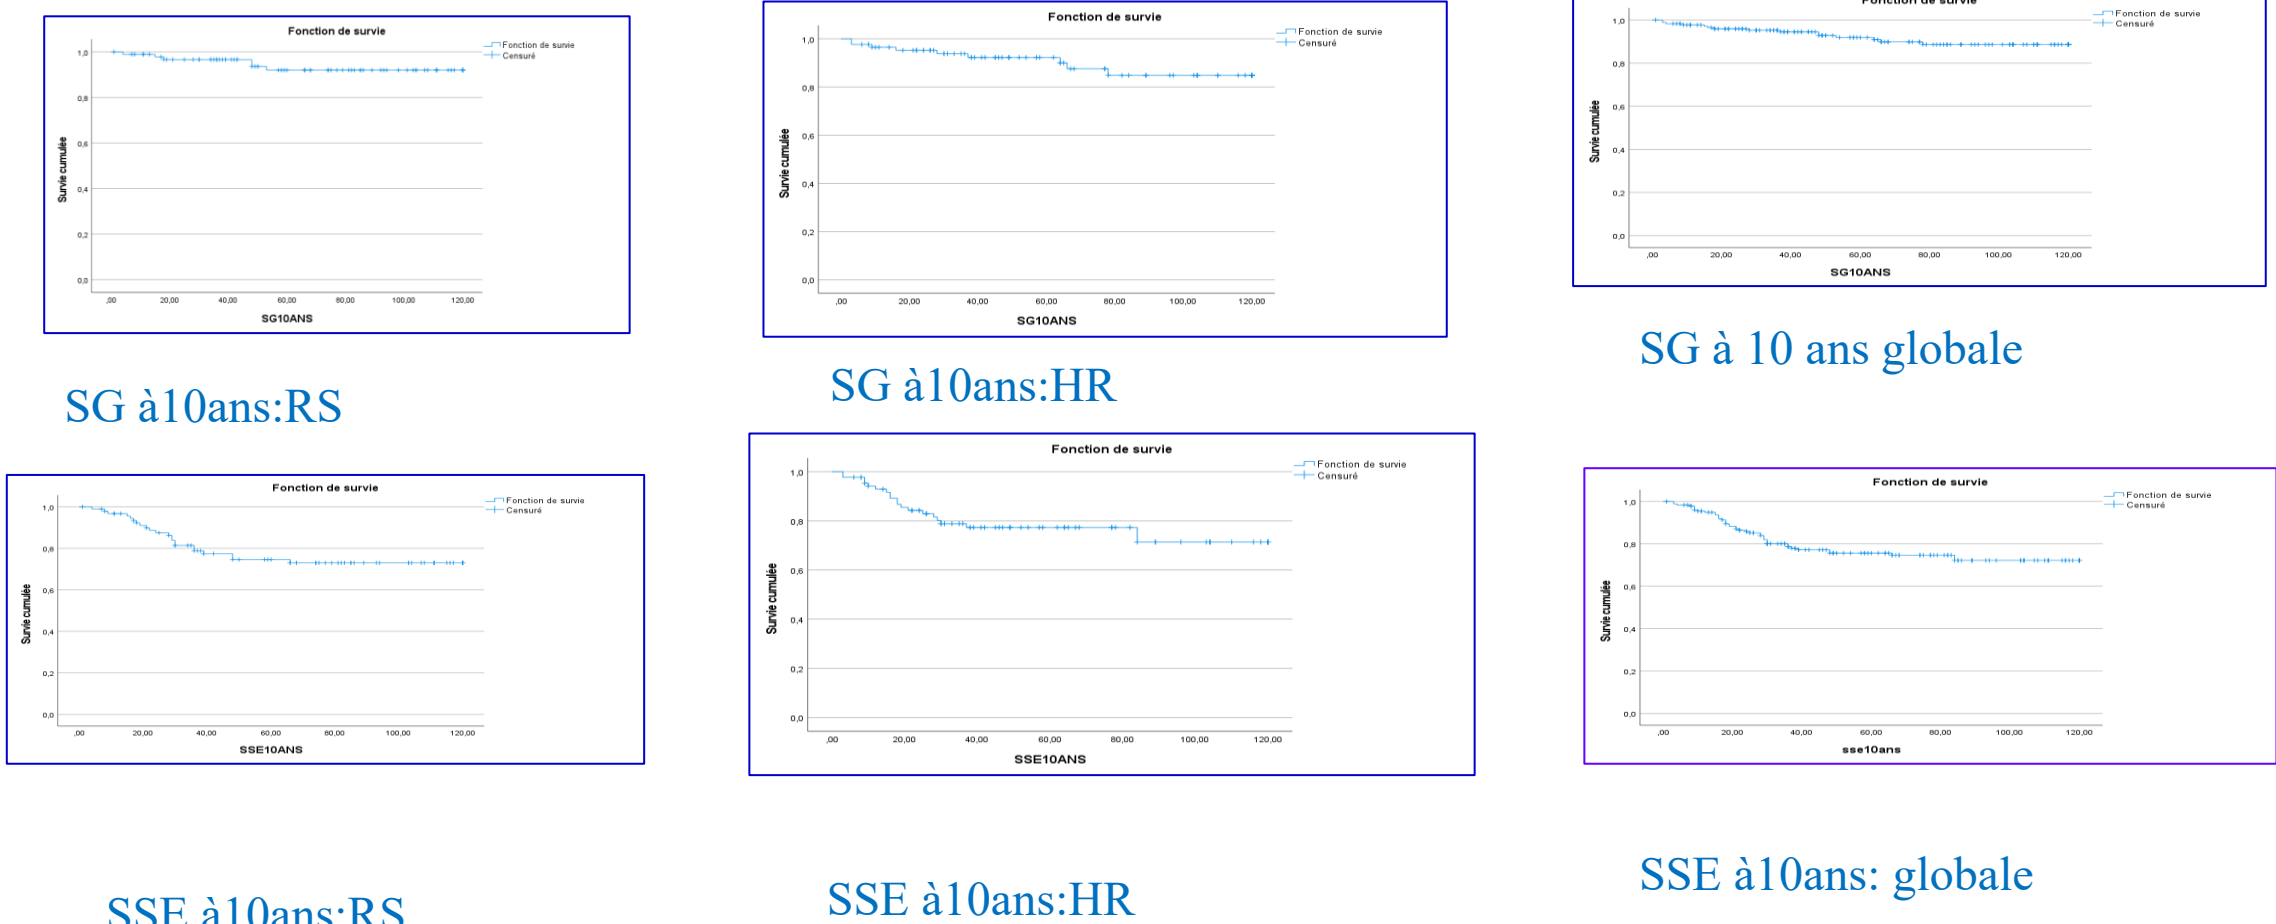 Fonction de survie
Fonction de survie
Censuré
Survie cumulée
1,0
0,8
0,6
0,4
0,2
0,0
,00 20,00 40,00 60,00 80,00 100,00 120,00
SG10ANS
SG à10ans:RS
Fonction de survie
Fonction de survie
Censuré
Survie cumulée
1,0
0,8
0,6
0,4
0,2
0,0
,00 20,00 40,00 60,00 80,00 100,00 120,00
SG10ANS
SG à10ans:HR
Fonction de survie
Fonction de survie
Censuré
Survie cumulée
1,0
0,8
0,6
0,4
0,2
0,0
,00 20,00 40,00 60,00 80,00 100,00 120,00
SG10ANS
SG à 10 ans globale
Fonction de survie
Fonction de survie
Censuré
Survie cumulée
1,0
0,8
0,6
0,4
0,2
0,0
,00 20,00 40,00 60,00 80,00 100,00 120,00
SSE10ANS
SSE à10ans:RS
Fonction de survie
Fonction de survie
Censuré
Survie cumulée
1,0
0,8
0,6
0,4
0,2
0,0
,00 20,00 40,00 60,00 80,00 100,00 120,00
SSE10ANS
SSE à10ans:HR
Fonction de survie
Fonction de survie
Censuré
Survie cumulée
1,0
0,8
0,6
0,4
0,2
0,0
,00 20,00 40,00 60,00 80,00 100,00 120,00
sse10ans
SSE à10ans: globale